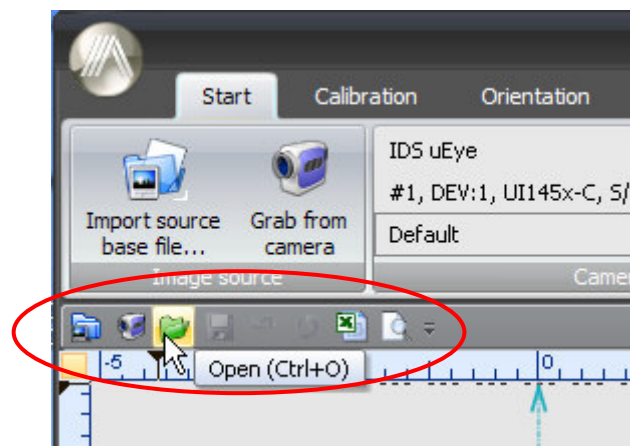 Start Calibration Orientation
IDS uEye
#1, DEV:1, UI145x-C, S/
Import source
base file...
Grab from
camera
Default
Image source
Came
Open (Ctrl+O)
-5
0